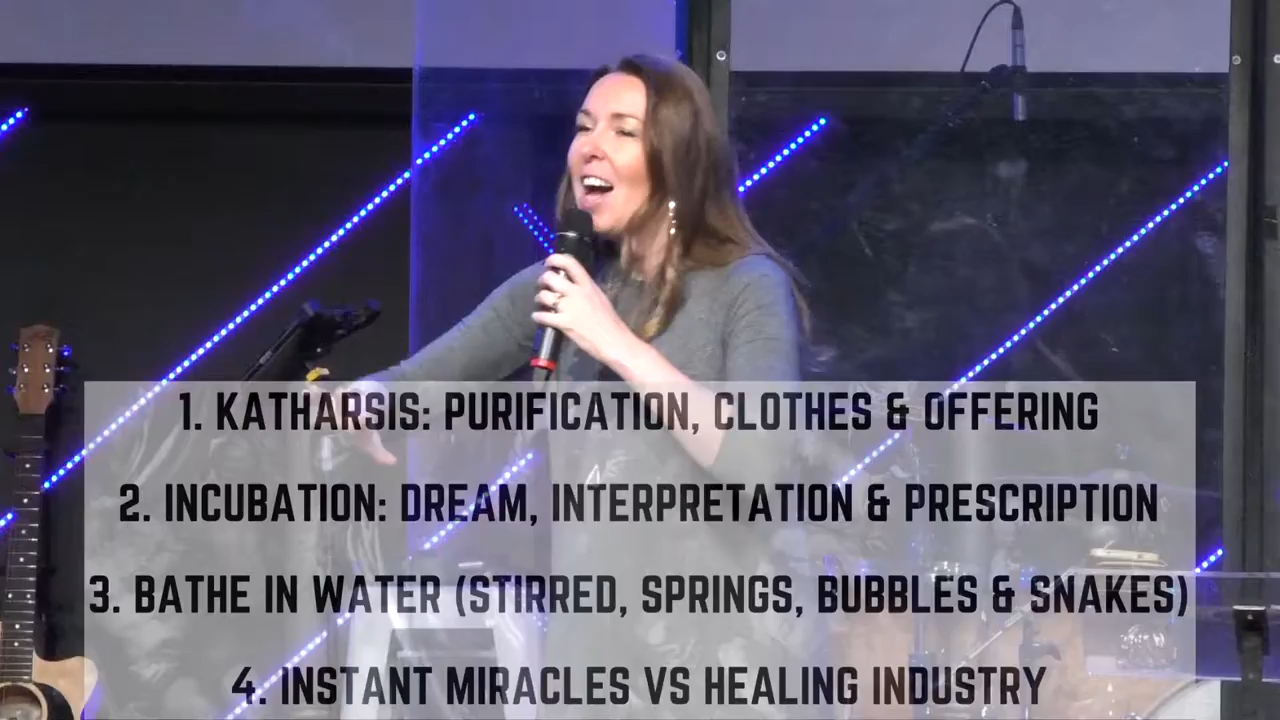 1. KATHARSIS: PURIFICATION, CLOTHES & OFFERING
2. INCUBATION: DREAM, INTERPRETATION & PRESCRIPTION
3. BATHE IN WATER (STIRRED, SPRINGS, BUBBLES & SNAKES)
4. INSTANT MIRACLES VS HEALING INDUSTRY